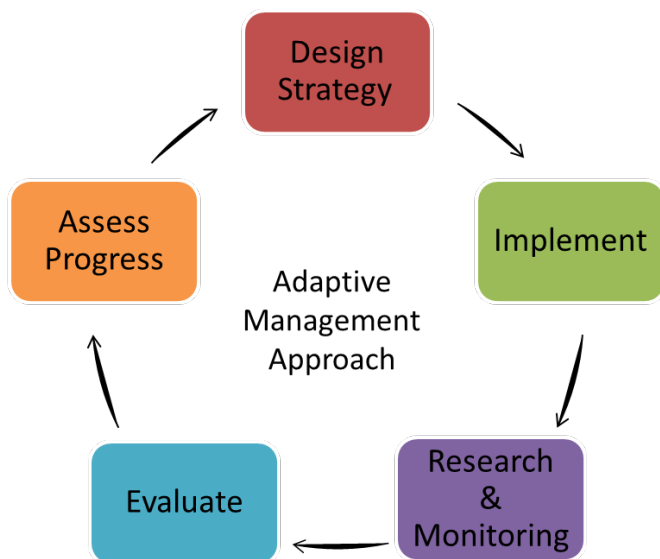 Design
Strategy
Implement
Research
&
Monitoring
Evaluate
Assess
Progress
Adaptive
Management
Approach